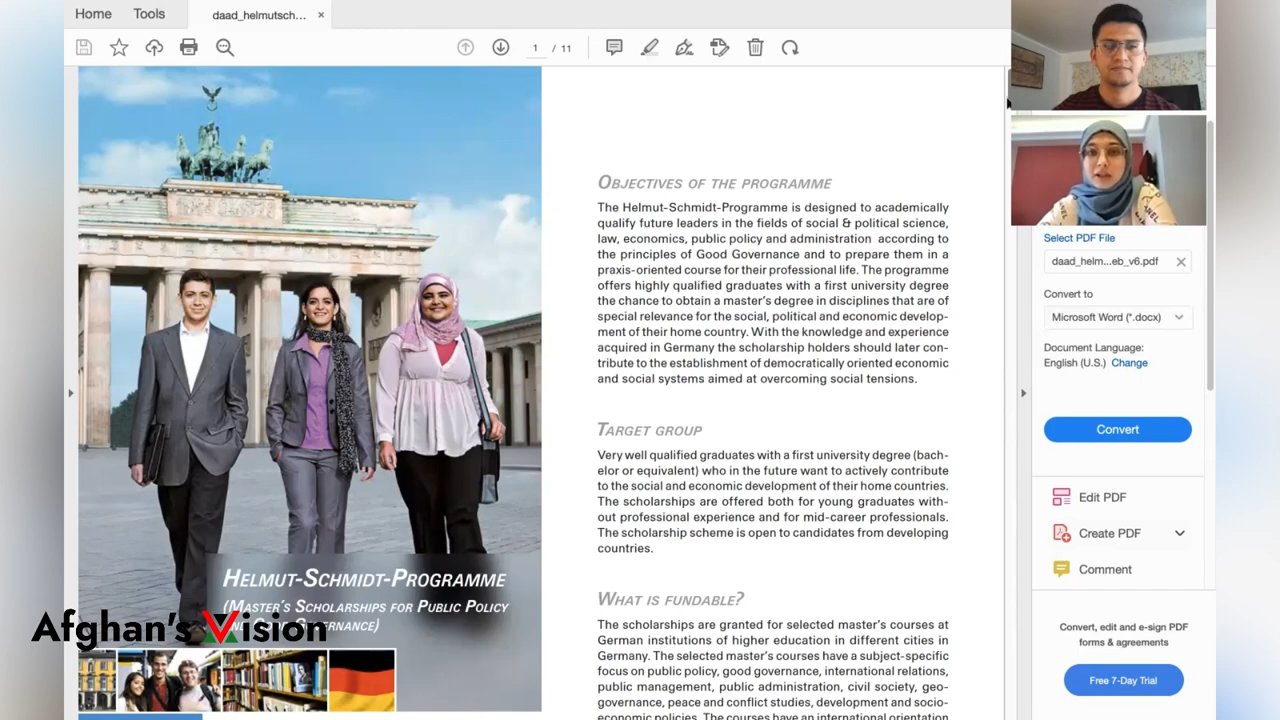 Home
Tools
daad_helmutsch...
×
1 / 11
OBJECTIVES OF THE PROGRAMME
The Helmut-Schmidt-Programme is designed to academically
qualify future leaders in the fields of social & political science,
law, economics, public policy and administration according to
the principles of Good Governance and to prepare them in a
praxis-oriented course for their professional life. The programme
offers highly qualified graduates with a first university degree
the chance to obtain a master's degree in disciplines that are of
special relevance for the social, political and economic develop-
ment of their home country. With the knowledge and experience
acquired in Germany the scholarship holders should later con-
tribute to the establishment of democratically oriented economic
and social systems aimed at overcoming social tensions.
TARGET GROUP
Very well qualified graduates with a first university degree (bach-
elor or equivalent) who in the future want to actively contribute
to the social and economic development of their home countries.
The scholarships are offered both for young graduates with-
out professional experience and for mid-career professionals.
The scholarship scheme is open to candidates from developing
countries.
WHAT IS FUNDABLE?
The scholarships are granted for selected master's courses at
German institutions of higher education in different cities in
Germany. The selected master's courses have a subject-specific
focus on public policy, good governance, international relations,
public management, public administration, civil society, geo-
governance, peace and conflict studies, development and socio-
economic policies. The courses have an international orientation
HELMUT-SCHMIDT-PROGRAMME
(MASTER'S SCHOLARSHIPS FOR PUBLIC POLICY
GOVERNANCE)
Afghan's Vision
Select PDF File
daad_helm...eb_v6.pdf
Convert to
Microsoft Word (*.docx)
Document Language:
English (U.S.) Change
Convert
Edit PDF
Create PDF
Comment
Convert, edit and e-sign PDF
forms & agreements
Free 7-Day Trial